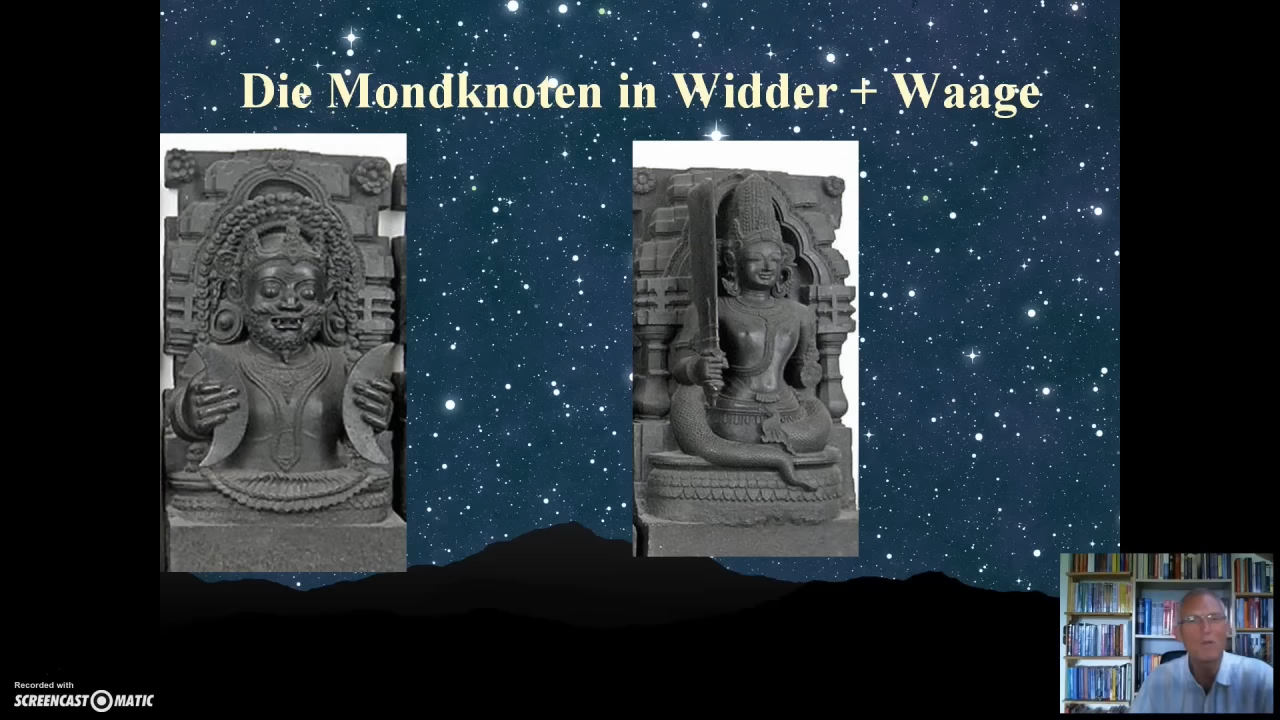 Die Mondknoten in Widder + Waage
Recorded with
SCREENCAST MATIC